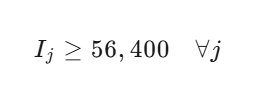 I_j ≥ 56,400 ∀j